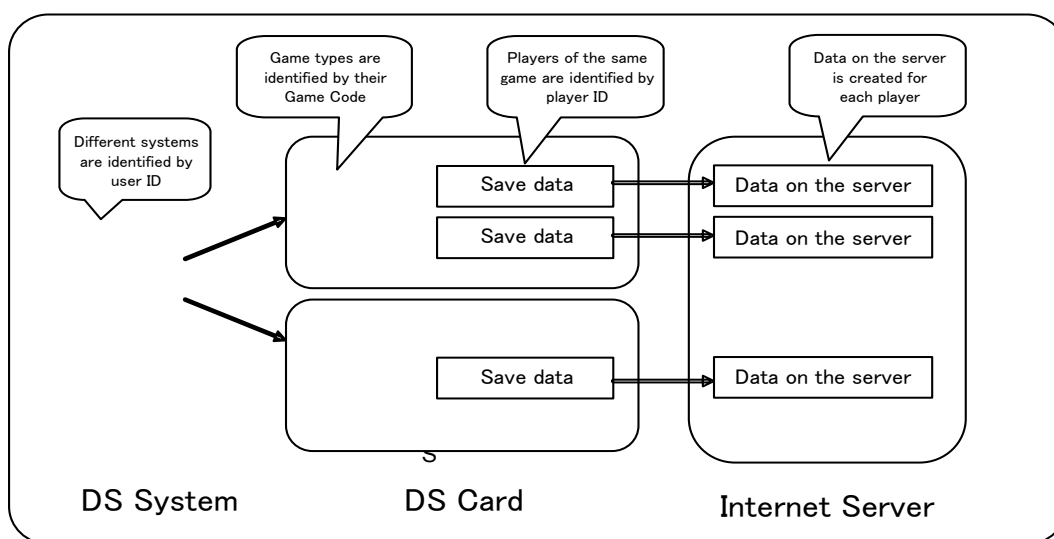 Game types are
identified by their
Game Code
Players of the same
game are identified by
player ID
Data on the server
is created for
each player
Different systems
are identified by
user ID
Save data
Data on the server
Save data
Data on the server
Save data
Data on the server
S
DS System
DS Card
Internet Server